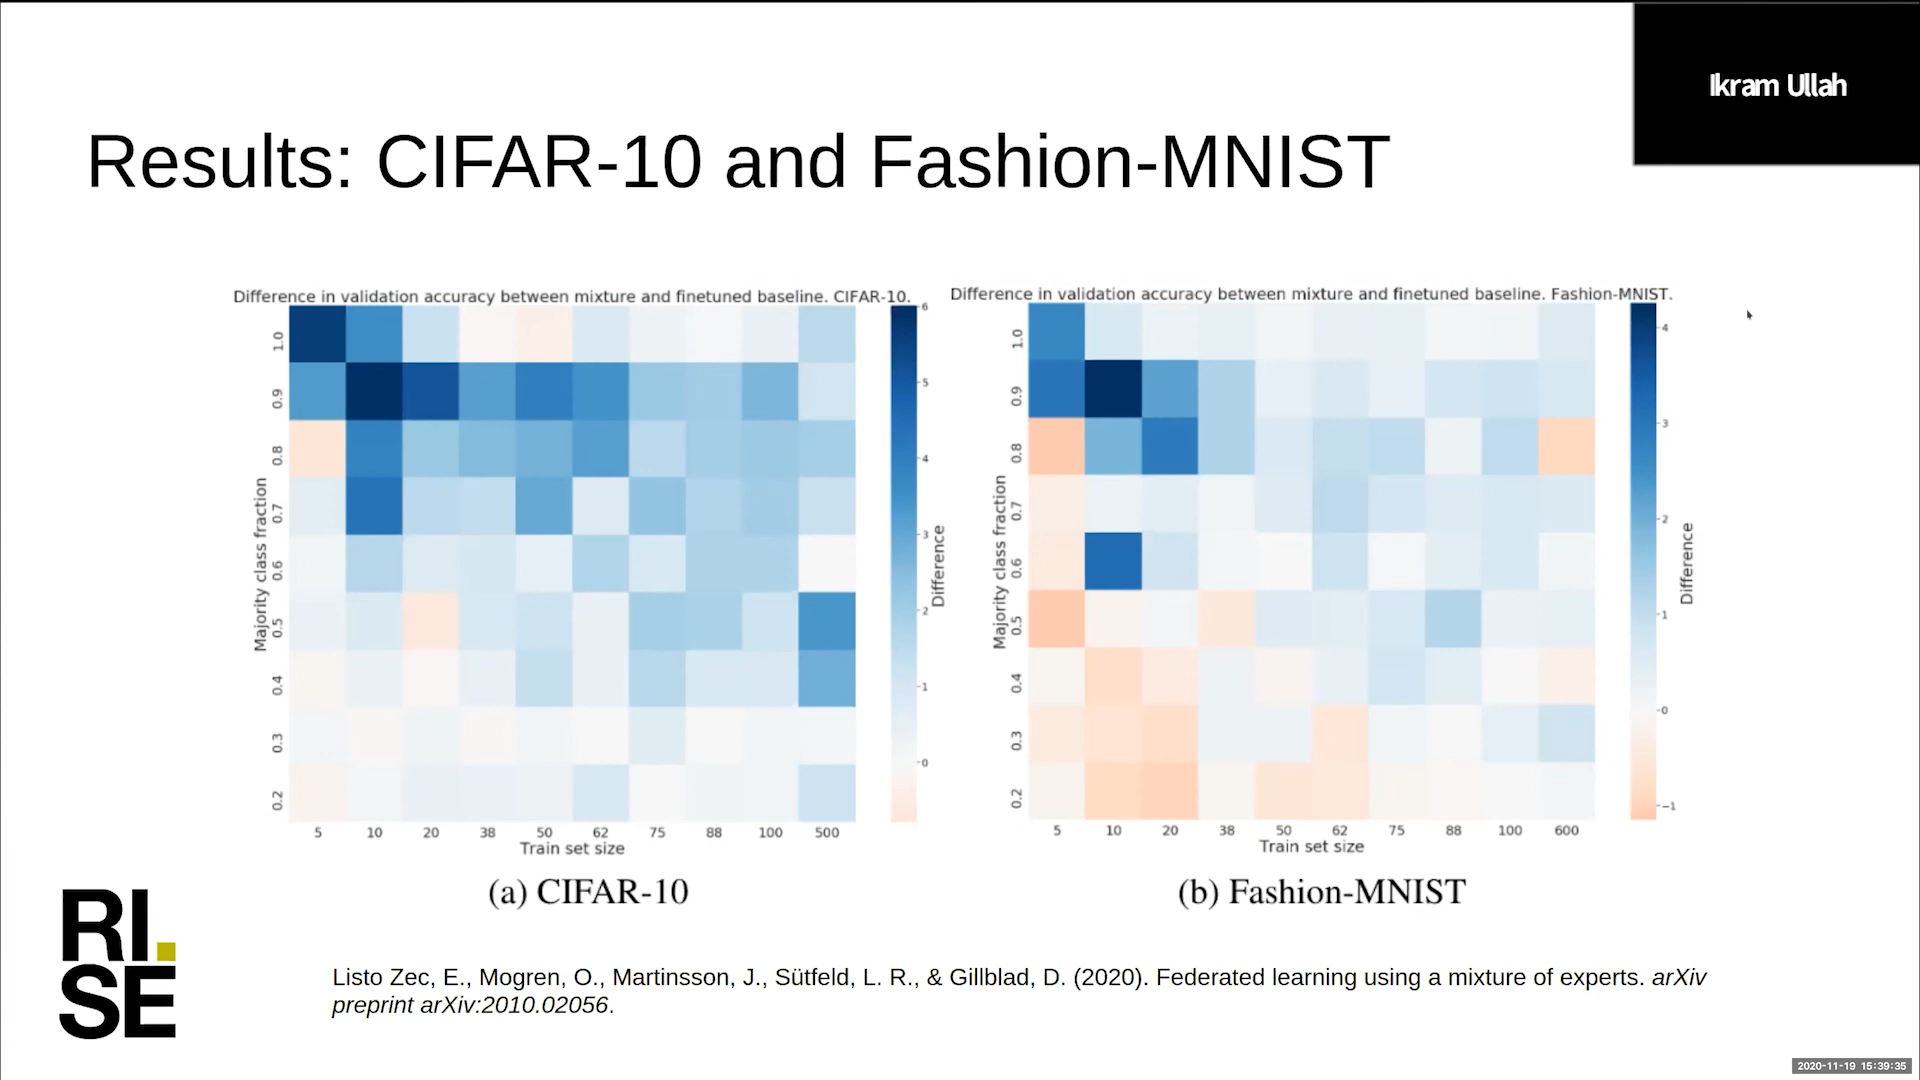 Ikram Ullah
Results: CIFAR-10 and Fashion-MNIST
Difference in validation accuracy between mixture and finetuned baseline. CIFAR-10.
Majority class fraction
1.0
0.9
0.8
0.7
0.6
0.5
0.4
0.3
0.2
5 10 20 38 50 62 75 88 100 500
Train set size
6
5
4
3
2
1
0
Difference
(a) CIFAR-10
Difference in validation accuracy between mixture and finetuned baseline. Fashion-MNIST.
Majority class fraction
1.0
0.9
0.8
0.7
0.6
0.5
0.4
0.3
0.2
5 10 20 38 50 62 75 88 100 600
Train set size
4
3
2
1
0
−1
Difference
(b) Fashion-MNIST
RI.
SE
Listo Zec, E., Mogren, O., Martinsson, J., Sütfeld, L. R., & Gillblad, D. (2020). Federated learning using a mixture of experts. arXiv
preprint arXiv:2010.02056.
2020-11-19 15:39:35